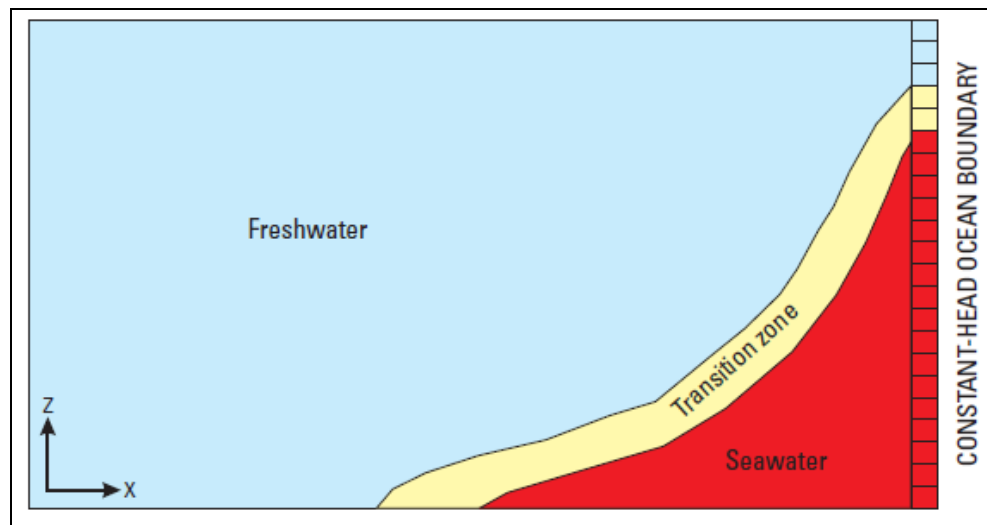 Freshwater
Transition zone
Seawater
Z
X
CONSTANT-HEAD OCEAN BOUNDARY